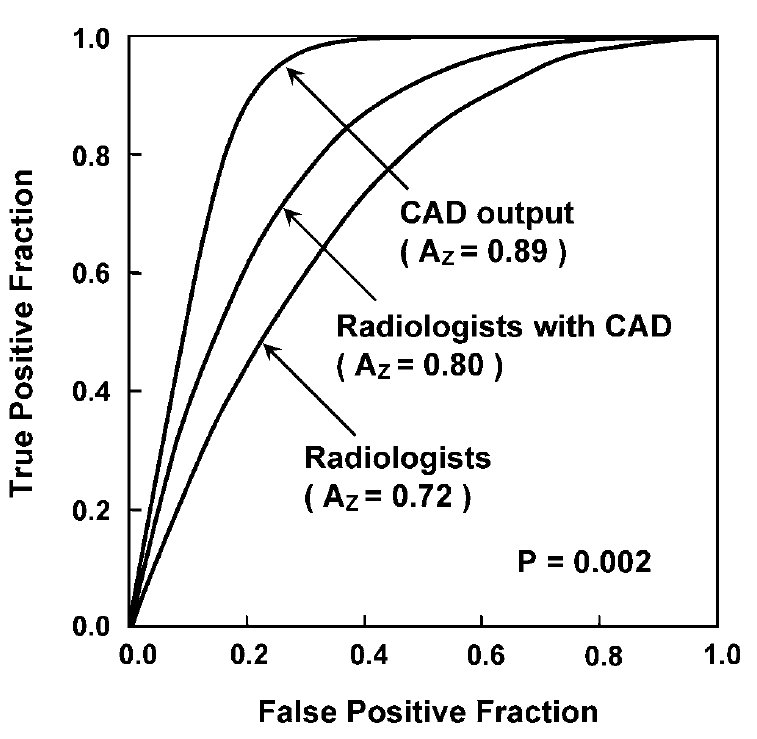 1.0
0.8
0.6
0.4
0.2
0.0
True Positive Fraction
CAD output
( Az = 0.89 )
Radiologists with CAD
( Az = 0.80 )
Radiologists
( Az = 0.72 )
P = 0.002
0.0 0.2 0.4 0.6 0.8 1.0
False Positive Fraction